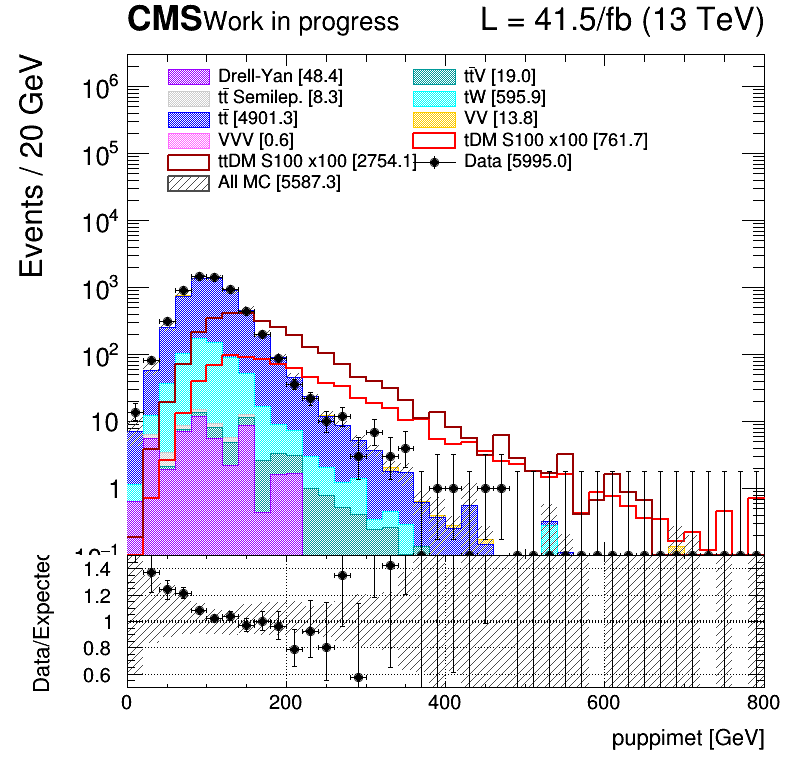 CMS Work in progress L = 41.5/fb (13 TeV)
Events / 20 GeV
10⁶
10⁵
10⁴
10³
10²
10
1
10⁻¹
Drell-Yan [48.4] tt̄V [19.0]
tt̄ Semilep. [8.3] tW [595.9]
tt̄ [4901.3] VV [13.8]
VVV [0.6] tDM S100 x100 [761.7]
ttDM S100 x100 [2754.1] Data [5995.0]
All MC [5587.3]
Data/Expected
1.4
1.2
1
0.8
0.6
0 200 400 600 800
puppimet [GeV]